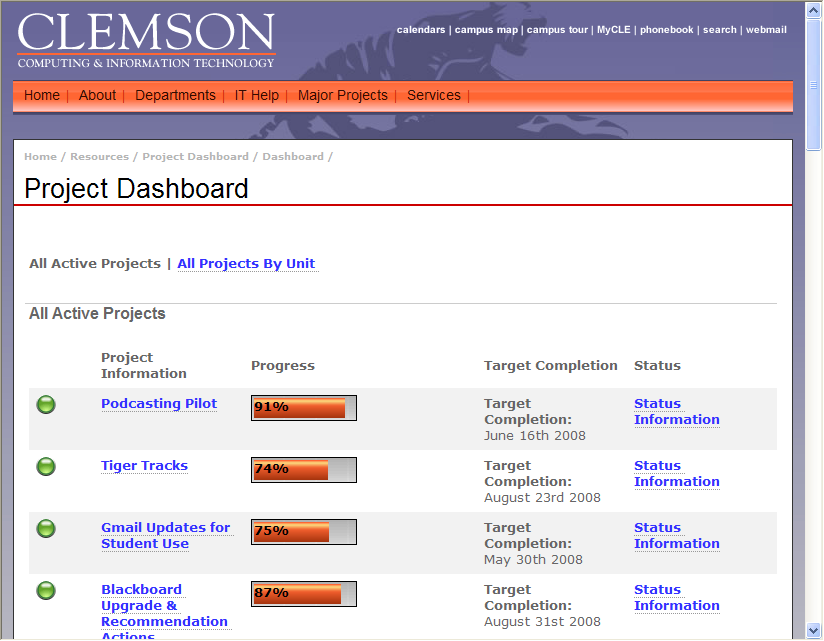 CLEMSON
COMPUTING & INFORMATION TECHNOLOGY
calendars | campus map | campus tour | MyCLE | phonebook | search | webmail
Home | About | Departments | IT Help | Major Projects | Services |
Home / Resources / Project Dashboard / Dashboard /
Project Dashboard
All Active Projects | All Projects By Unit
All Active Projects
Project
Information
Progress
Target Completion
Status
Podcasting Pilot
91%
Target
Completion:
June 16th 2008
Status
Information
Tiger Tracks
74%
Target
Completion:
August 23rd 2008
Status
Information
Gmail Updates for
Student Use
75%
Target
Completion:
May 30th 2008
Status
Information
Blackboard
Upgrade &
Recommendation
Actions
87%
Target
Completion:
August 31st 2008
Status
Information